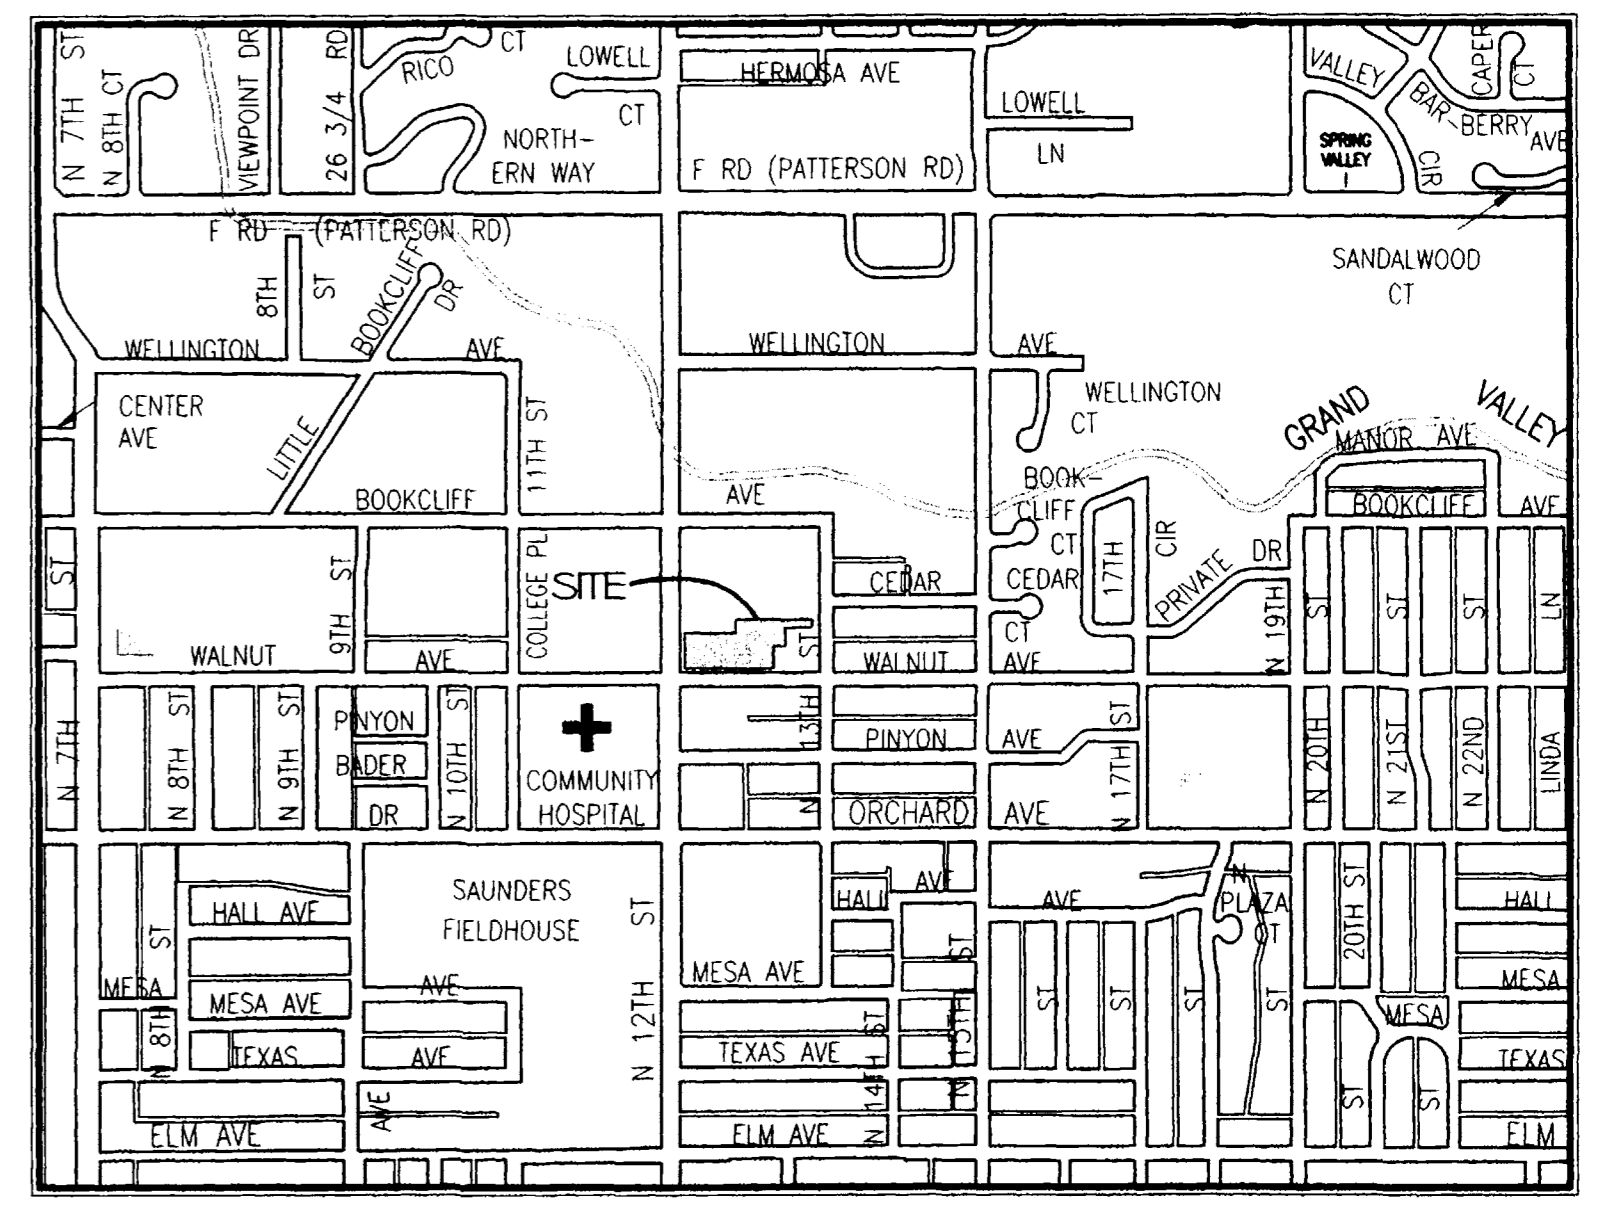 N 7TH ST
N 8TH CT
VIEWPOINT DR
26 3/4 RD
RICO
CT
LOWELL
CT
NORTH-
ERN WAY
HERMOSA AVE
F RD (PATTERSON RD)
LOWELL
LN
VALLEY
CIR
SPRING
VALLEY
I
BAR-BERRY
AVE
CAPER
CT
SANDALWOOD
CT
F RD (PATTERSON RD)
8TH ST
LITTLE BOOKCLIFF DR
WELLINGTON AVE
WELLINGTON AVE
WELLINGTON
CT
CENTER
AVE
11TH ST
BOOKCLIFF
AVE
GRAND VALLEY
MANOR AVE
BOOKCLIFF AVE
BOOK-
CLIFF
CT
CEDAR
CT
17TH
CIR
PRIVATE DR
N 19TH
ST
ST
ST
LN
ST
9TH ST
COLLEGE PL
SITE
CEDAR
WALNUT AVE
ST
WALNUT AVE
N 7TH
N 8TH ST
N 9TH ST
PINYON
BADER
DR
N 10TH ST
COMMUNITY
HOSPITAL
N 13TH
PINYON AVE
ORCHARD AVE
N 17TH ST
N 20TH
N 21ST
N 22ND
LINDA
SAUNDERS
FIELDHOUSE
HALL AVE
HALL AVE
AVE
N
PLAZA
CT
20TH ST
HALL
N 8TH ST
MESA
MESA AVE
AVE
N 12TH ST
MESA AVE
MESA
MESA
TEXAS
AVE
TEXAS AVE
N 14TH ST
N 15TH ST
ST
ST
ST
ST
ST
ST
TEXAS
ELM AVE
AVE
ELM AVE
ELM